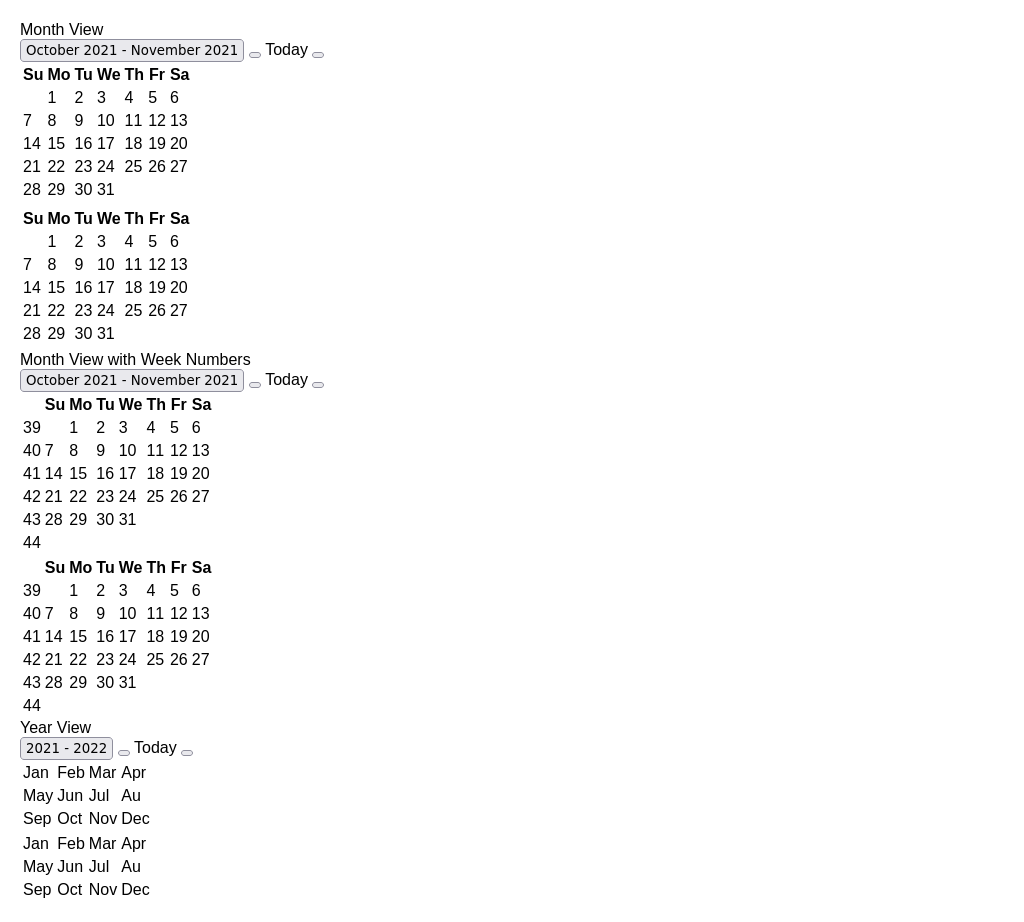 Month View
October 2021 - November 2021 Today
Su Mo Tu We Th Fr Sa
1 2 3 4 5 6
7 8 9 10 11 12 13
14 15 16 17 18 19 20
21 22 23 24 25 26 27
28 29 30 31
Su Mo Tu We Th Fr Sa
1 2 3 4 5 6
7 8 9 10 11 12 13
14 15 16 17 18 19 20
21 22 23 24 25 26 27
28 29 30 31
Month View with Week Numbers
October 2021 - November 2021 Today
Su Mo Tu We Th Fr Sa
39 1 2 3 4 5 6
40 7 8 9 10 11 12 13
41 14 15 16 17 18 19 20
42 21 22 23 24 25 26 27
43 28 29 30 31
44
Su Mo Tu We Th Fr Sa
39 1 2 3 4 5 6
40 7 8 9 10 11 12 13
41 14 15 16 17 18 19 20
42 21 22 23 24 25 26 27
43 28 29 30 31
44
Year View
2021 - 2022 Today
Jan Feb Mar Apr
May Jun Jul Au
Sep Oct Nov Dec
Jan Feb Mar Apr
May Jun Jul Au
Sep Oct Nov Dec